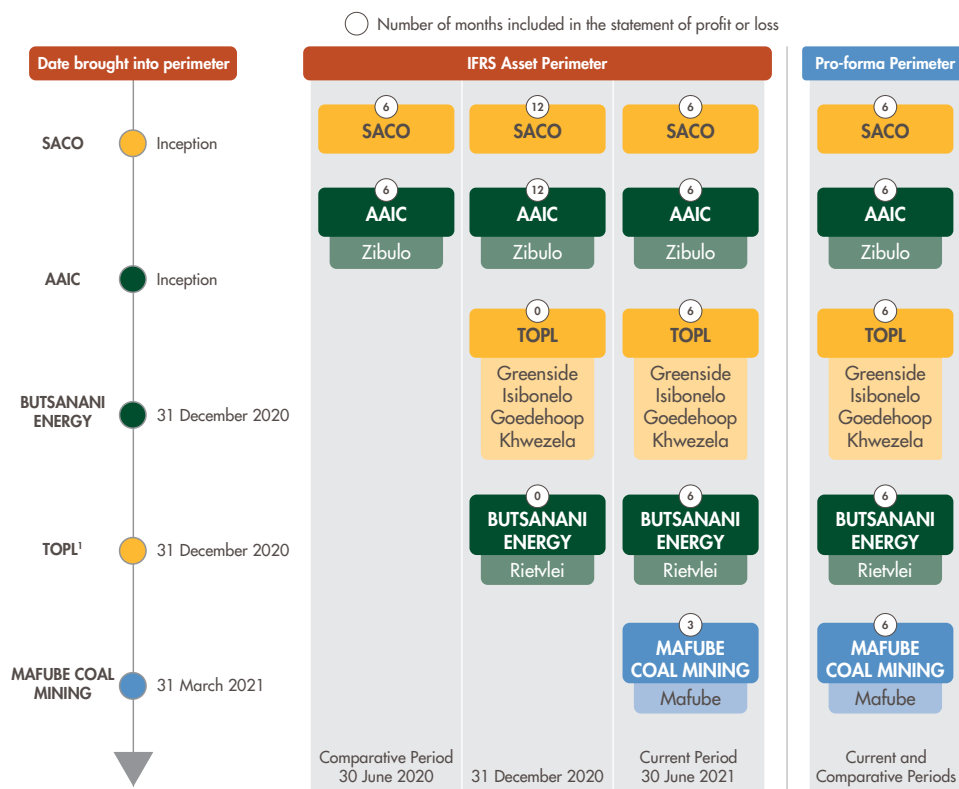 Number of months included in the statement of profit or loss
Date brought into perimeter
SACO
Inception
AAIC
Inception
BUTSANANI
ENERGY
31 December 2020
TOPL¹
31 December 2020
MAFUBE COAL
MINING
31 March 2021
IFRS Asset Perimeter
6
SACO
6
AAIC
Zibulo
Comparative Period
30 June 2020
12
SACO
12
AAIC
Zibulo
0
TOPL
Greenside
Isibonelo
Goedehoop
Khwezela
0
BUTSANANI
ENERGY
Rietvlei
31 December 2020
6
SACO
6
AAIC
Zibulo
6
TOPL
Greenside
Isibonelo
Goedehoop
Khwezela
6
BUTSANANI
ENERGY
Rietvlei
3
MAFUBE
COAL MINING
Mafube
Current Period
30 June 2021
Pro-forma Perimeter
6
SACO
6
AAIC
Zibulo
6
TOPL
Greenside
Isibonelo
Goedehoop
Khwezela
6
BUTSANANI
ENERGY
Rietvlei
6
MAFUBE
COAL MINING
Mafube
Current and
Comparative Periods